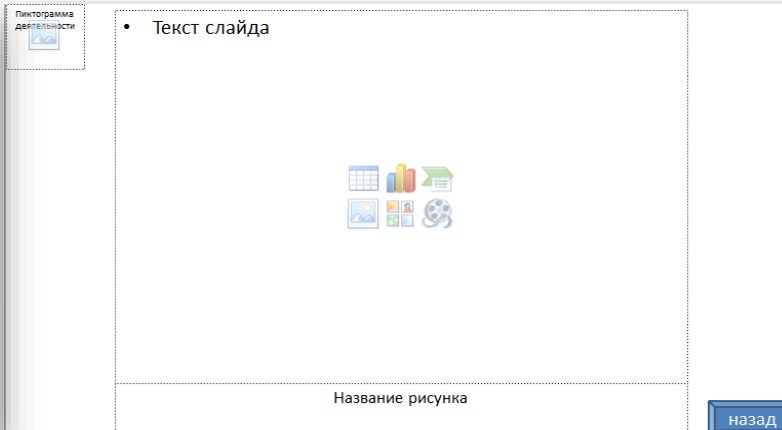 Пиктограмма
деятельности
Текст слайда
Название рисунка
назад